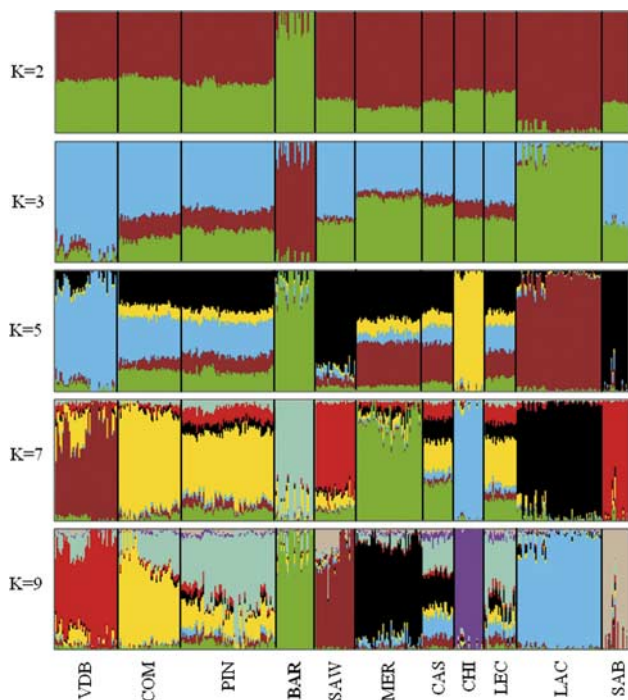 K=2
K=3
K=5
K=7
K=9
VDB
COM
PIN
BAR
SAW
MER
CAS
CHI
LEC
LAC
SAB